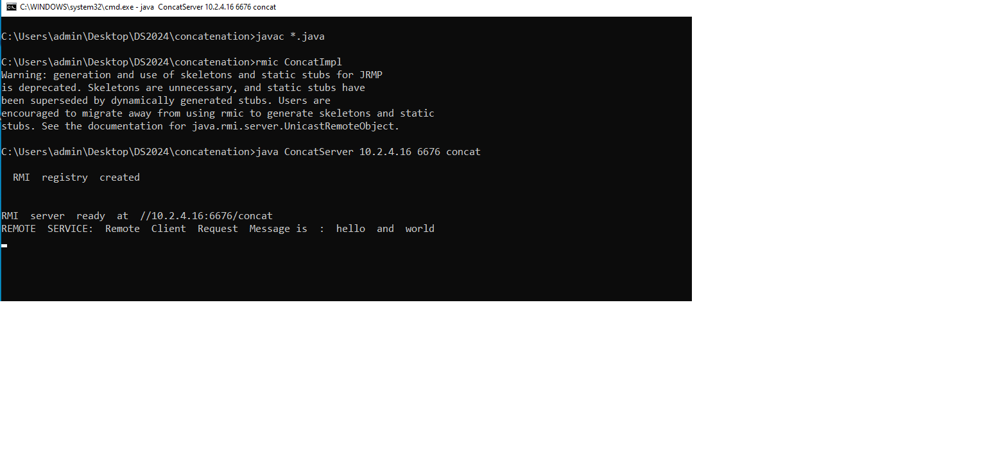 C:\WINDOWS\system32\cmd.exe - java  ConcatServer 10.2.4.16 6676 concat
C:\Users\admin\Desktop\DS2024\concatenation>javac *.java
C:\Users\admin\Desktop\DS2024\concatenation>rmic ConcatImpl
Warning: generation and use of skeletons and static stubs for JRMP
is deprecated. Skeletons are unnecessary, and static stubs have
been superseded by dynamically generated stubs. Users are
encouraged to migrate away from using rmic to generate skeletons and static
stubs. See the documentation for java.rmi.server.UnicastRemoteObject.
C:\Users\admin\Desktop\DS2024\concatenation>java ConcatServer 10.2.4.16 6676 concat
  RMI  registry  created
RMI  server  ready  at  //10.2.4.16:6676/concat
REMOTE  SERVICE:  Remote  Client  Request  Message is  :  hello  and  world